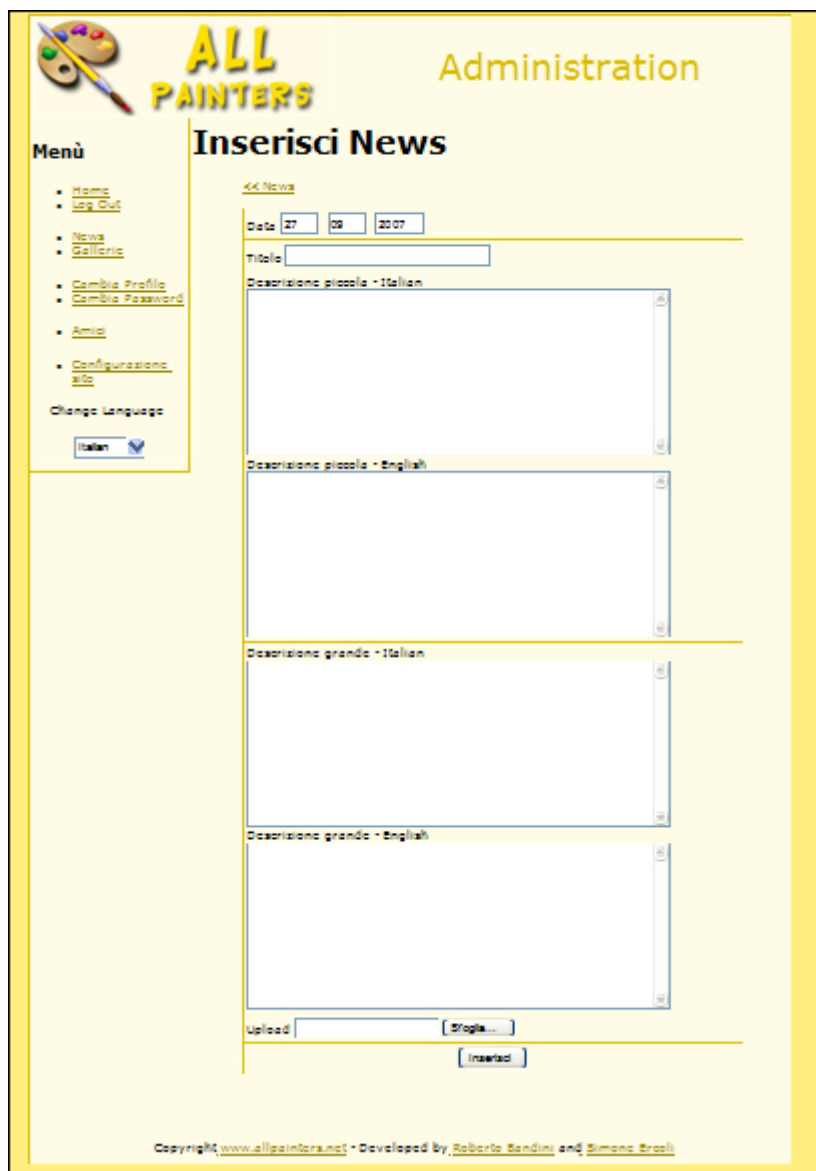 ALL
PAINTERS
Administration
Menù
Home
Log Out
News
Gallerie
Cambia Profilo
Cambia Password
Amici
Configurazione
sito
Change Language
Italian
Inserisci News
<< News
Data 27 09 2007
Titolo
Descrizione piccola - Italian
Descrizione piccola - English
Descrizione grande - Italian
Descrizione grande - English
Upload Sfoglia...
Inserisci
Copyright www.allpainters.net - Developed by Roberto Bandini and Simone Ercoli